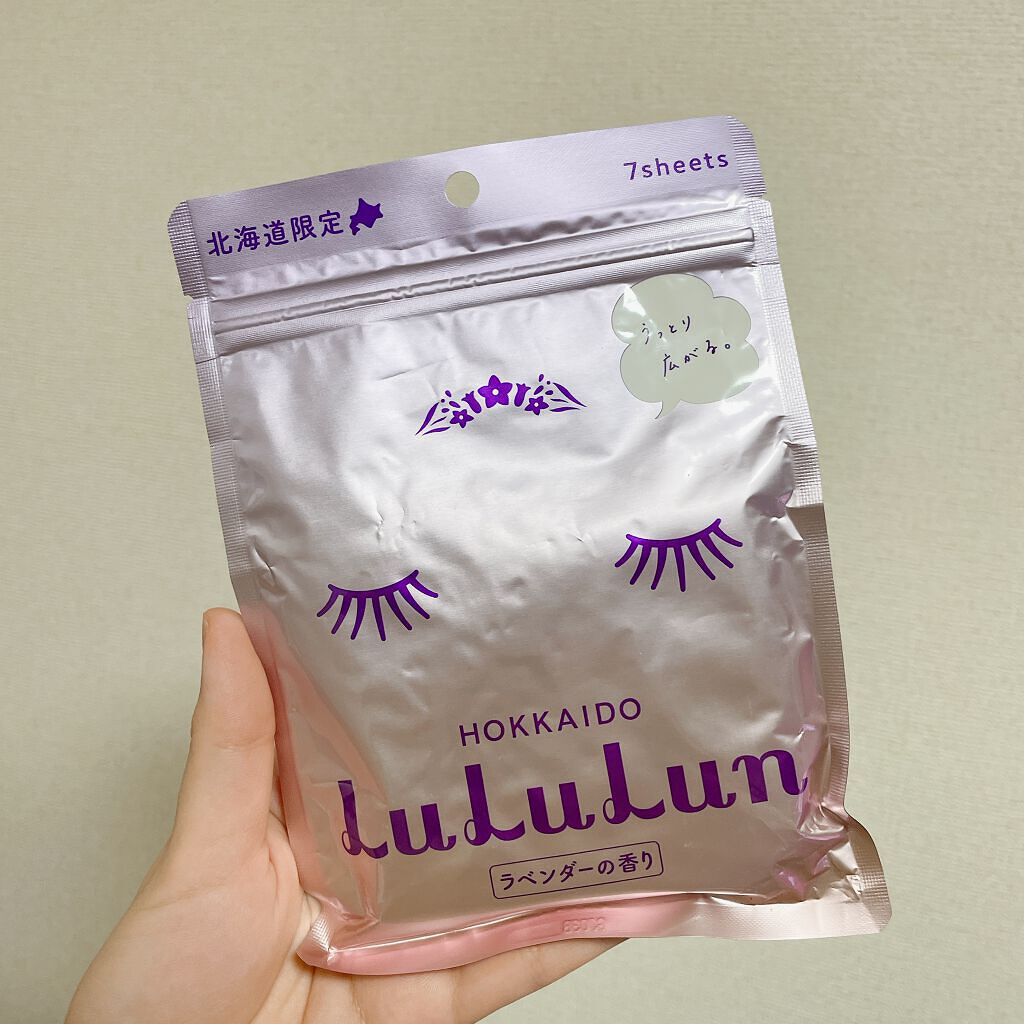 北海道限定
7sheets
うっとり
広がる。
HOKKAIDO
LuLuLun
ラベンダーの香り